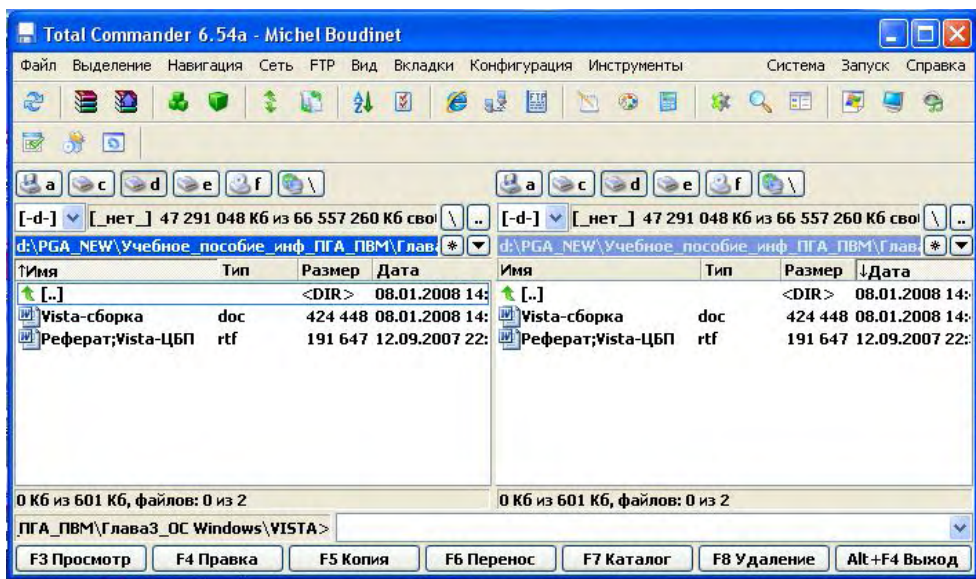 Total Commander 6.54a - Michel Boudinet
Файл Выделение Навигация Сеть FTP Вид Вкладки Конфигурация Инструменты Система Запуск Справка
a c d e f \ a c d e f \
[-d-] [_нет_] 47 291 048 Кб из 66 557 260 Кб сво \ .. [-d-] [_нет_] 47 291 048 Кб из 66 557 260 Кб сво \ ..
d:\PGA_NEW\Учебное_пособие_инф_ПГА_ПВМ\Глава * d:\PGA_NEW\Учебное_пособие_инф_ПГА_ПВМ\Глав *
↑Имя Тип Размер Дата Имя Тип Размер ↓Дата
[..] <DIR> 08.01.2008 14: [..] <DIR> 08.01.2008 14:
Vista-сборка doc 424 448 08.01.2008 14: Vista-сборка doc 424 448 08.01.2008 14:
Реферат;Vista-ЦБП rtf 191 647 12.09.2007 22: Реферат;Vista-ЦБП rtf 191 647 12.09.2007 22:
0 Кб из 601 Кб, файлов: 0 из 2 0 Кб из 601 Кб, файлов: 0 из 2
ПГА_ПВМ\Глава3_ОС Windows\VISTA>
F3 Просмотр F4 Правка F5 Копия F6 Перенос F7 Каталог F8 Удаление Alt+F4 Выход